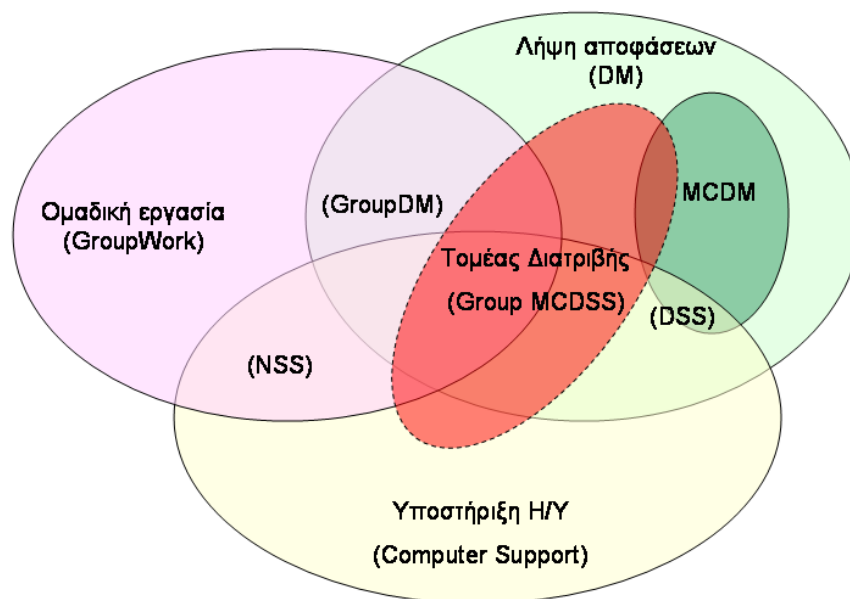 Λήψη αποφάσεων
(DM)
Ομαδική εργασία
(GroupWork)
(GroupDM)
MCDM
Τομέας Διατριβής
(Group MCDSS)
(DSS)
(NSS)
Υποστήριξη Η/Υ
(Computer Support)